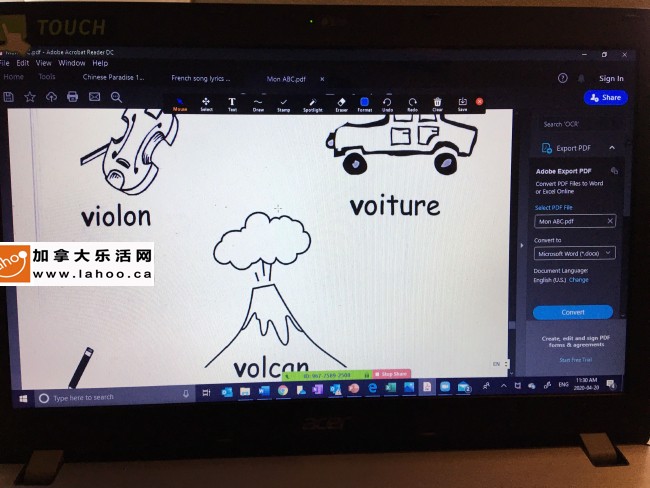 TOUCH
Mon ABC.pdf - Adobe Acrobat Reader DC
File Edit View Window Help
Home Tools Chinese Paradise 1... French song lyrics ... Mon ABC.pdf × Sign In
Share
Mouse Select Text Draw Stamp Spotlight Eraser Format Undo Redo Clear Save
Search 'OCR'
Export PDF
Adobe Export PDF
Convert PDF Files to Word
or Excel Online
Select PDF File
Mon ABC.pdf
Convert to
Microsoft Word (*.docx)
Document Language:
English (U.S.) Change
Convert
Create, edit and sign PDF
forms & agreements
Start Free Trial
violon
voiture
加拿大乐活网
lahoo
www.lahoo.ca
volcan
EN
Stop Share
Type here to search
ENG
11:30 AM
2020-04-20
acer